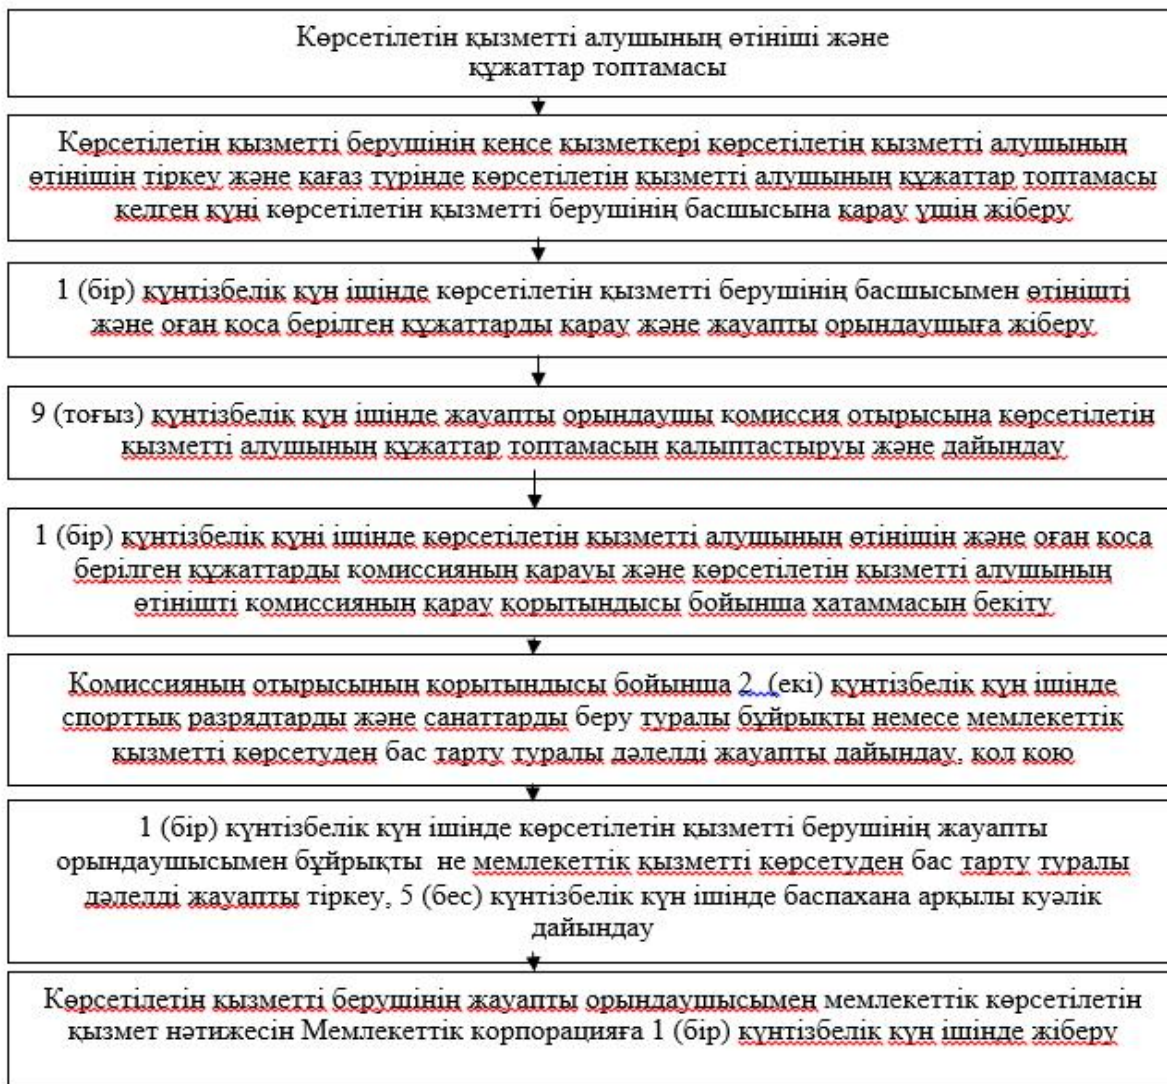 Көрсетілетін қызметті алушының өтініші және
құжаттар топтамасы
Көрсетілетін қызметті берушінің кеңсе қызметкері көрсетілетін қызметті алушының
өтінішін тіркеу және қағаз түрінде көрсетілетін қызметті алушының құжаттар топтамасы
келген күні көрсетілетін қызметті берушінің басшысына қарау үшін жіберу
1 (бір) күнтізбелік күн ішінде көрсетілетін қызметті берушінің басшысымен өтінішті
және оған қоса берілген құжаттарды қарау және жауапты орындаушыға жіберу
9 (тоғыз) күнтізбелік күн ішінде жауапты орындаушы комиссия отырысына көрсетілетін
қызметті алушының құжаттар топтамасын қалыптастыруы және дайындау
1 (бір) күнтізбелік күні ішінде көрсетілетін қызметті алушының өтінішін және оған қоса
берілген құжаттарды комиссияның қарауы және көрсетілетін қызметті алушының
өтінішті комиссияның қарау қорытындысы бойынша хатаммасын бекіту
Комиссияның отырысының қорытындысы бойынша 2 (екі) күнтізбелік күн ішінде
спорттық разрядтарды және санаттарды беру туралы бұйрықты немесе мемлекеттік
қызметті көрсетуден бас тарту туралы дәлелді жауапты дайындау, қол қою
1 (бір) күнтізбелік күн ішінде көрсетілетін қызметті берушінің жауапты
орындаушысымен бұйрықты не мемлекеттік қызметті көрсетуден бас тарту туралы
дәлелді жауапты тіркеу, 5 (бес) күнтізбелік күн ішінде баспахана арқылы куәлік
дайындау
Көрсетілетін қызметті берушінің жауапты орындаушысымен мемлекеттік көрсетілетін
қызмет нәтижесін Мемлекеттік корпорацияға 1 (бір) күнтізбелік күн ішінде жіберу